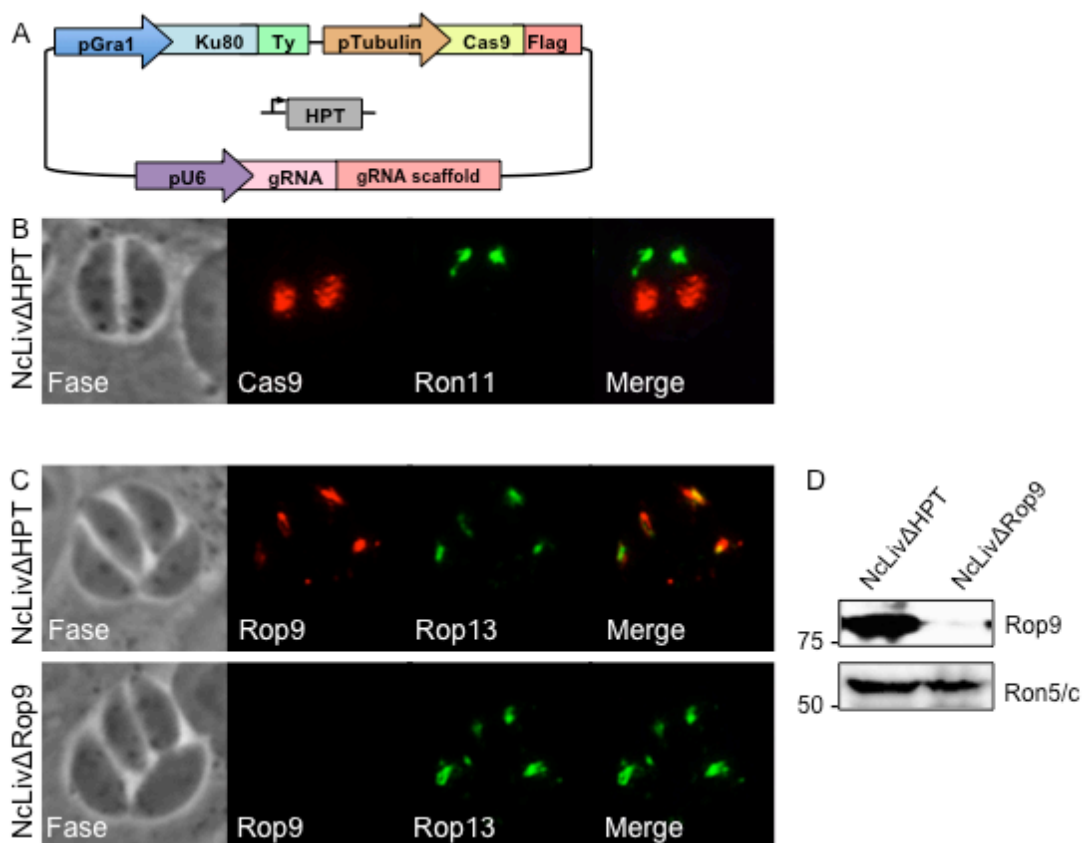 A
pGra1 Ku80 Ty pTubulin Cas9 Flag
HPT
pU6 gRNA gRNA scaffold
B
NcLivΔHPT
Fase Cas9 Ron11 Merge
C
NcLivΔHPT
Fase Rop9 Rop13 Merge
NcLivΔRop9
Fase Rop9 Rop13 Merge
D
NcLivΔHPT NcLivΔRop9
75 - Rop9
50 - Ron5/c